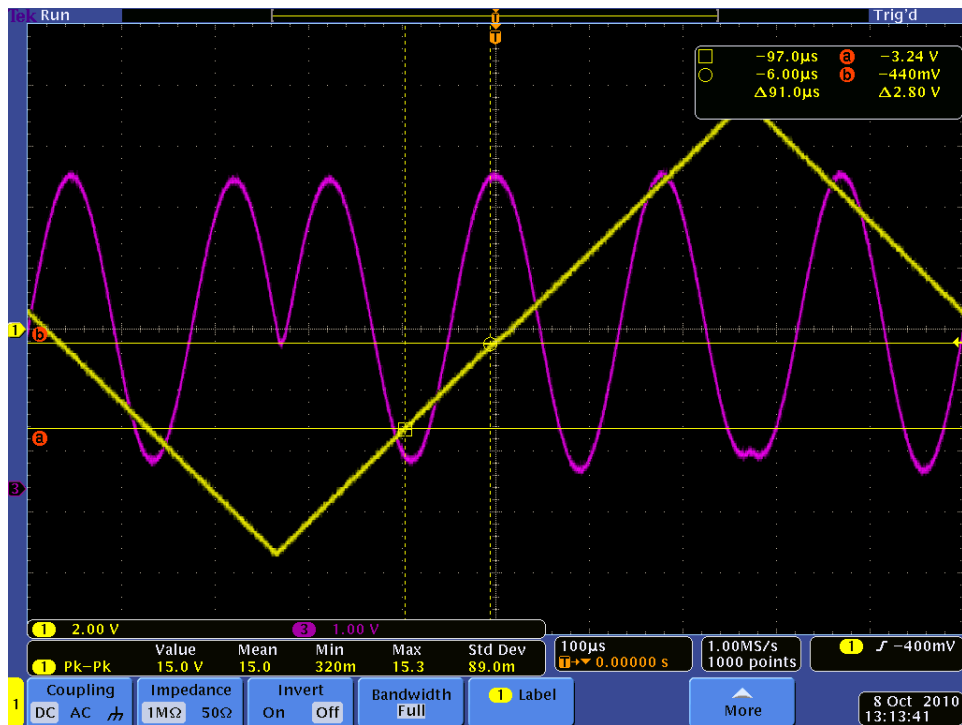 Tek Run Trig'd
T
T
−97.0µs a −3.24 V
−6.00µs b −440mV
Δ91.0µs Δ2.80 V
1
b
a
3
1 2.00 V 3 1.00 V
Value Mean Min Max Std Dev
1 Pk−Pk 15.0 V 15.0 320m 15.3 89.0m
100µs
T→▾ 0.00000 s
1.00MS/s
1000 points
1 ∫ −400mV
1
Coupling
DC AC
Impedance
1MΩ 50Ω
Invert
On Off
Bandwidth
Full
1 Label
More
8 Oct 2010
13:13:41